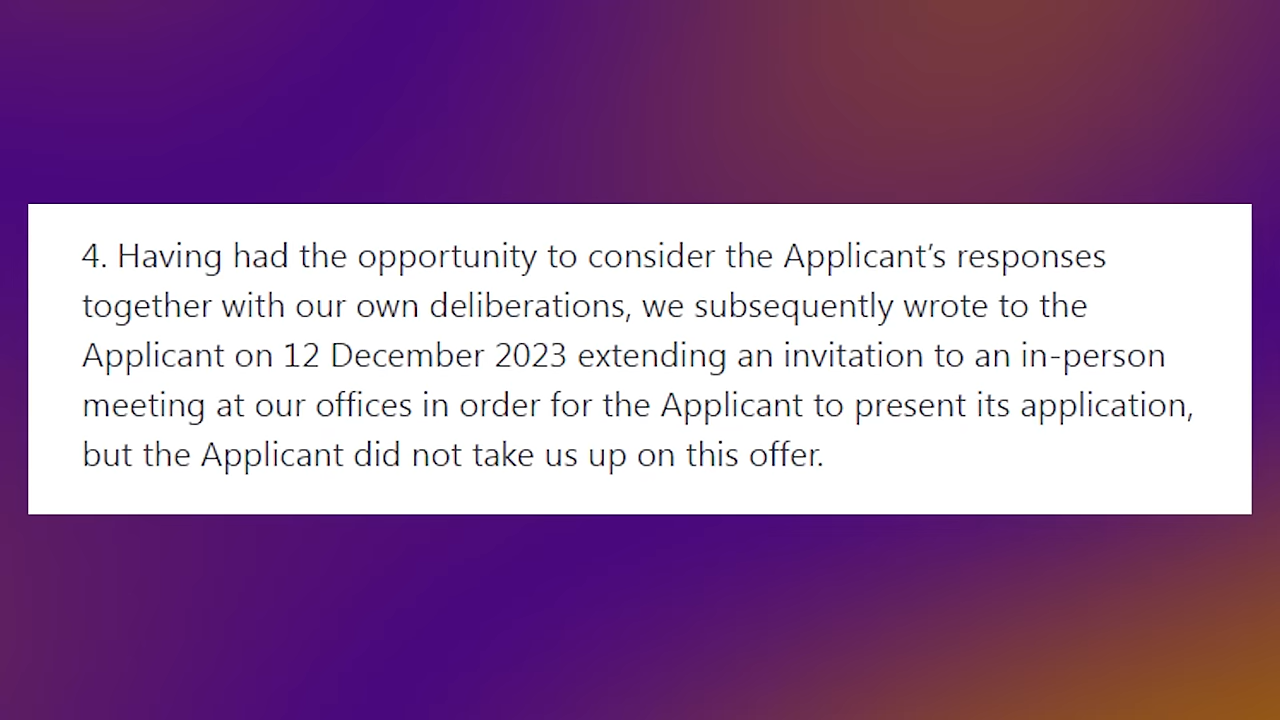 4. Having had the opportunity to consider the Applicant’s responses
together with our own deliberations, we subsequently wrote to the
Applicant on 12 December 2023 extending an invitation to an in-person
meeting at our offices in order for the Applicant to present its application,
but the Applicant did not take us up on this offer.